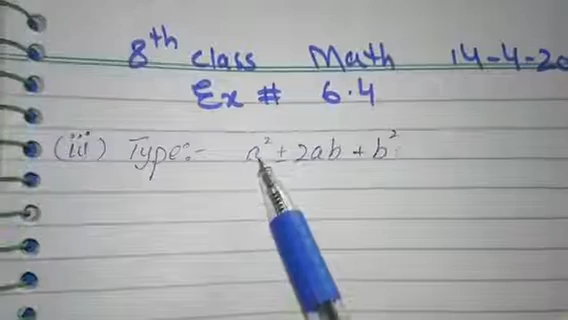 8th class Math 14-4-20
Ex # 6.4
(iii) Type:- a² ± 2ab + b²